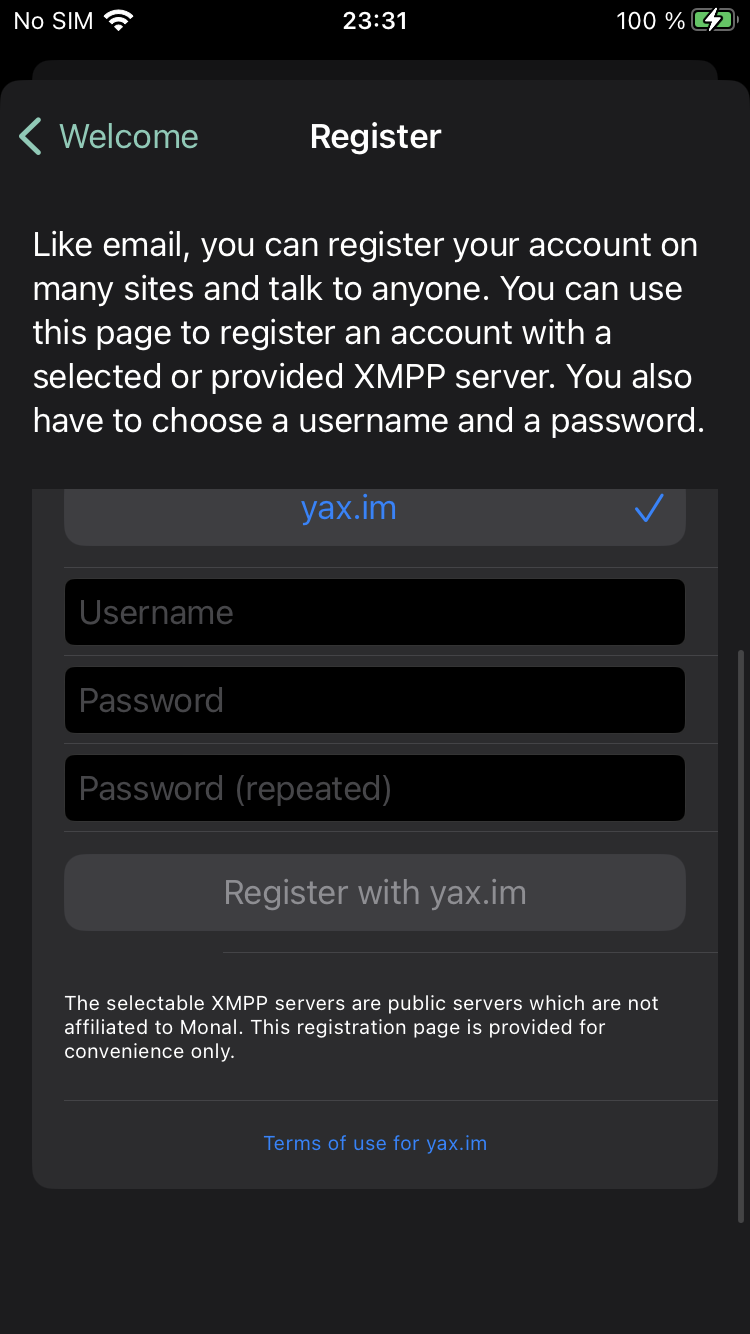 No SIM 23:31 100 %
Welcome Register
Like email, you can register your account on
many sites and talk to anyone. You can use
this page to register an account with a
selected or provided XMPP server. You also
have to choose a username and a password.
yax.im
Username
Password
Password (repeated)
Register with yax.im
The selectable XMPP servers are public servers which are not
affiliated to Monal. This registration page is provided for
convenience only.
Terms of use for yax.im